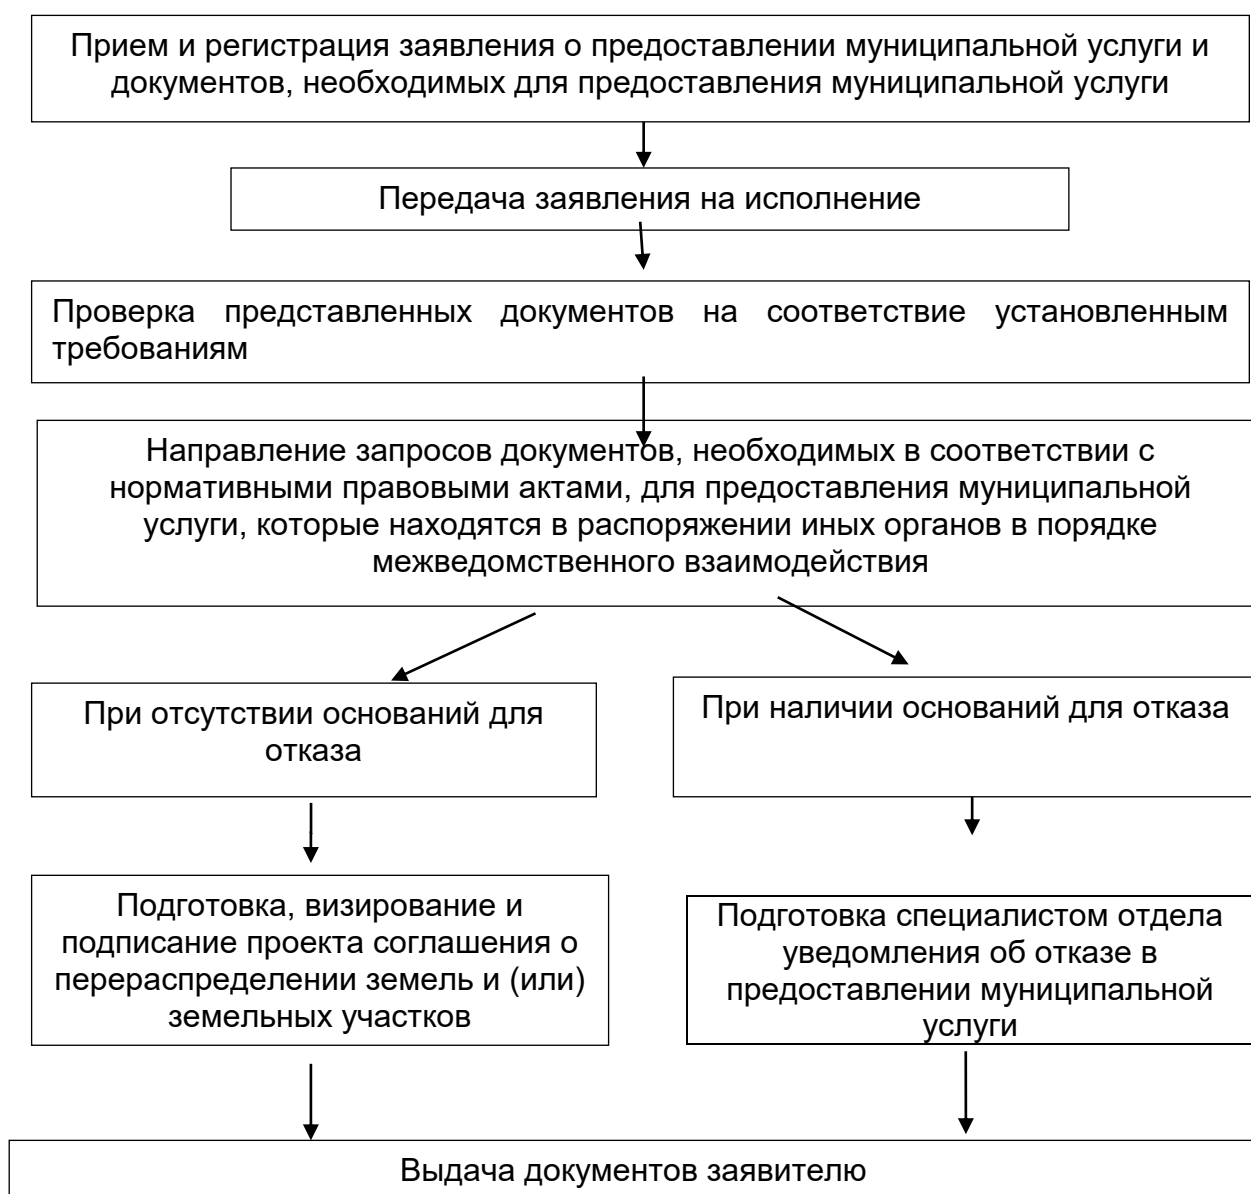 Прием и регистрация заявления о предоставлении муниципальной услуги и
документов, необходимых для предоставления муниципальной услуги
Передача заявления на исполнение
Проверка представленных документов на соответствие установленным
требованиям
Направление запросов документов, необходимых в соответствии с
нормативными правовыми актами, для предоставления муниципальной
услуги, которые находятся в распоряжении иных органов в порядке
межведомственного взаимодействия
При отсутствии оснований для
отказа
При наличии оснований для отказа
Подготовка, визирование и
подписание проекта соглашения о
перераспределении земель и (или)
земельных участков
Подготовка специалистом отдела
уведомления об отказе в
предоставлении муниципальной
услуги
Выдача документов заявителю